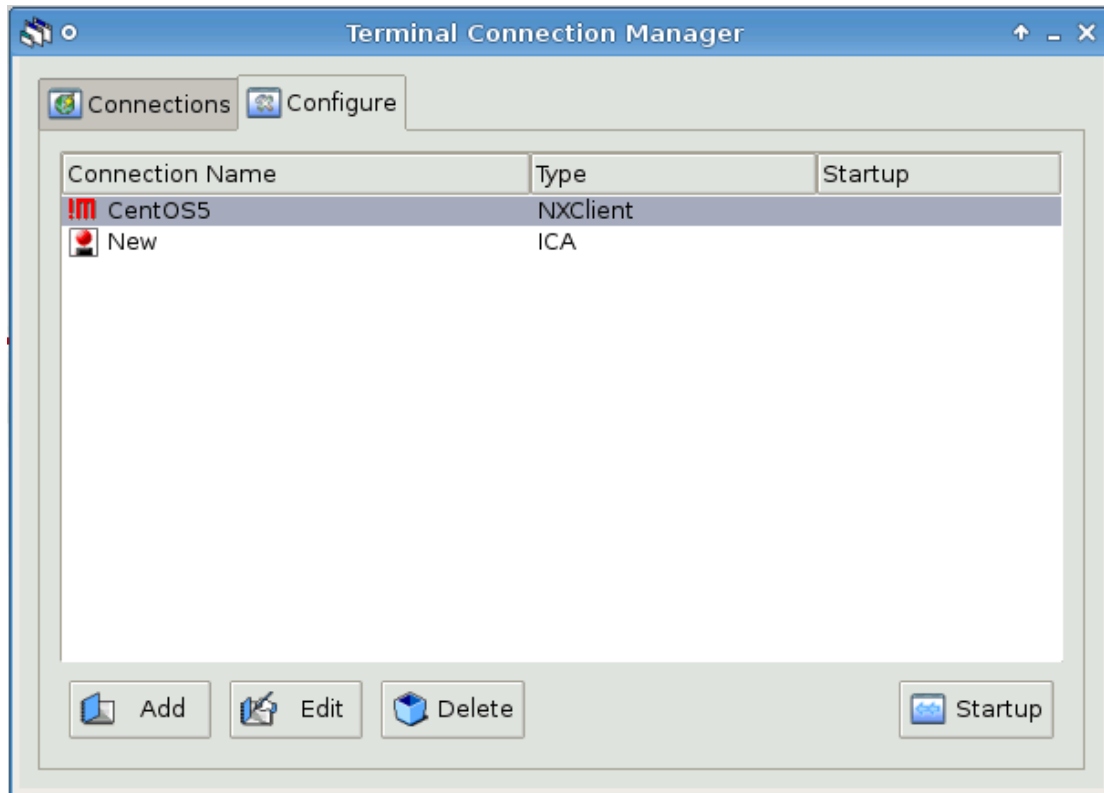 Terminal Connection Manager
Connections Configure
Connection Name Type Startup
!M CentOS5 NXClient
New ICA
Add Edit Delete Startup